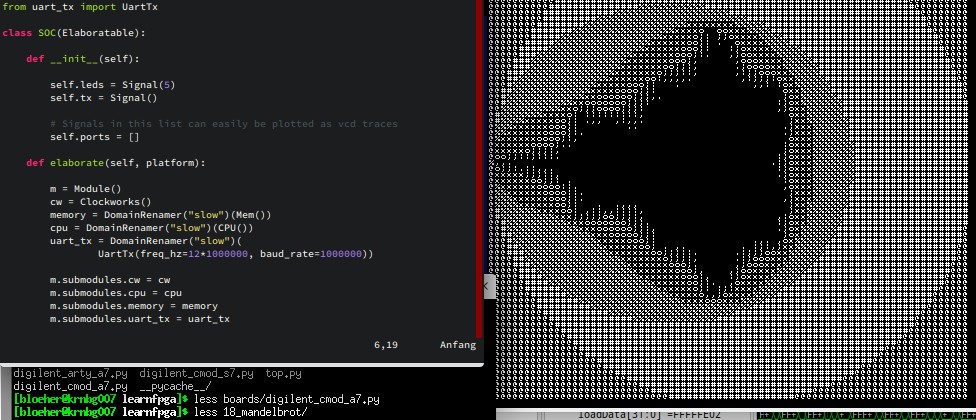 from uart_tx import UartTx
class SOC(Elaboratable):
def __init__(self):
self.leds = Signal(5)
self.tx = Signal()
# Signals in this list can easily be plotted as vcd traces
self.ports = []
def elaborate(self, platform):
m = Module()
cw = Clockworks()
memory = DomainRenamer("slow")(Mem())
cpu = DomainRenamer("slow")(CPU())
uart_tx = DomainRenamer("slow")(
UartTx(freq_hz=12*1000000, baud_rate=1000000))
m.submodules.cw = cw
m.submodules.cpu = cpu
m.submodules.memory = memory
m.submodules.uart_tx = uart_tx
6,19 Anfang
digilent_arty_a7.py digilent_cmod_s7.py top.py
digilent_cmod_a7.py __pycache__/
[bloeher@krnbg007 learnfpga]$ less boards/digilent_cmod_a7.py
[bloeher@krnbg007 learnfpga]$ less 18_mandelbrot/
loadData[31:0] =FFFFFE02